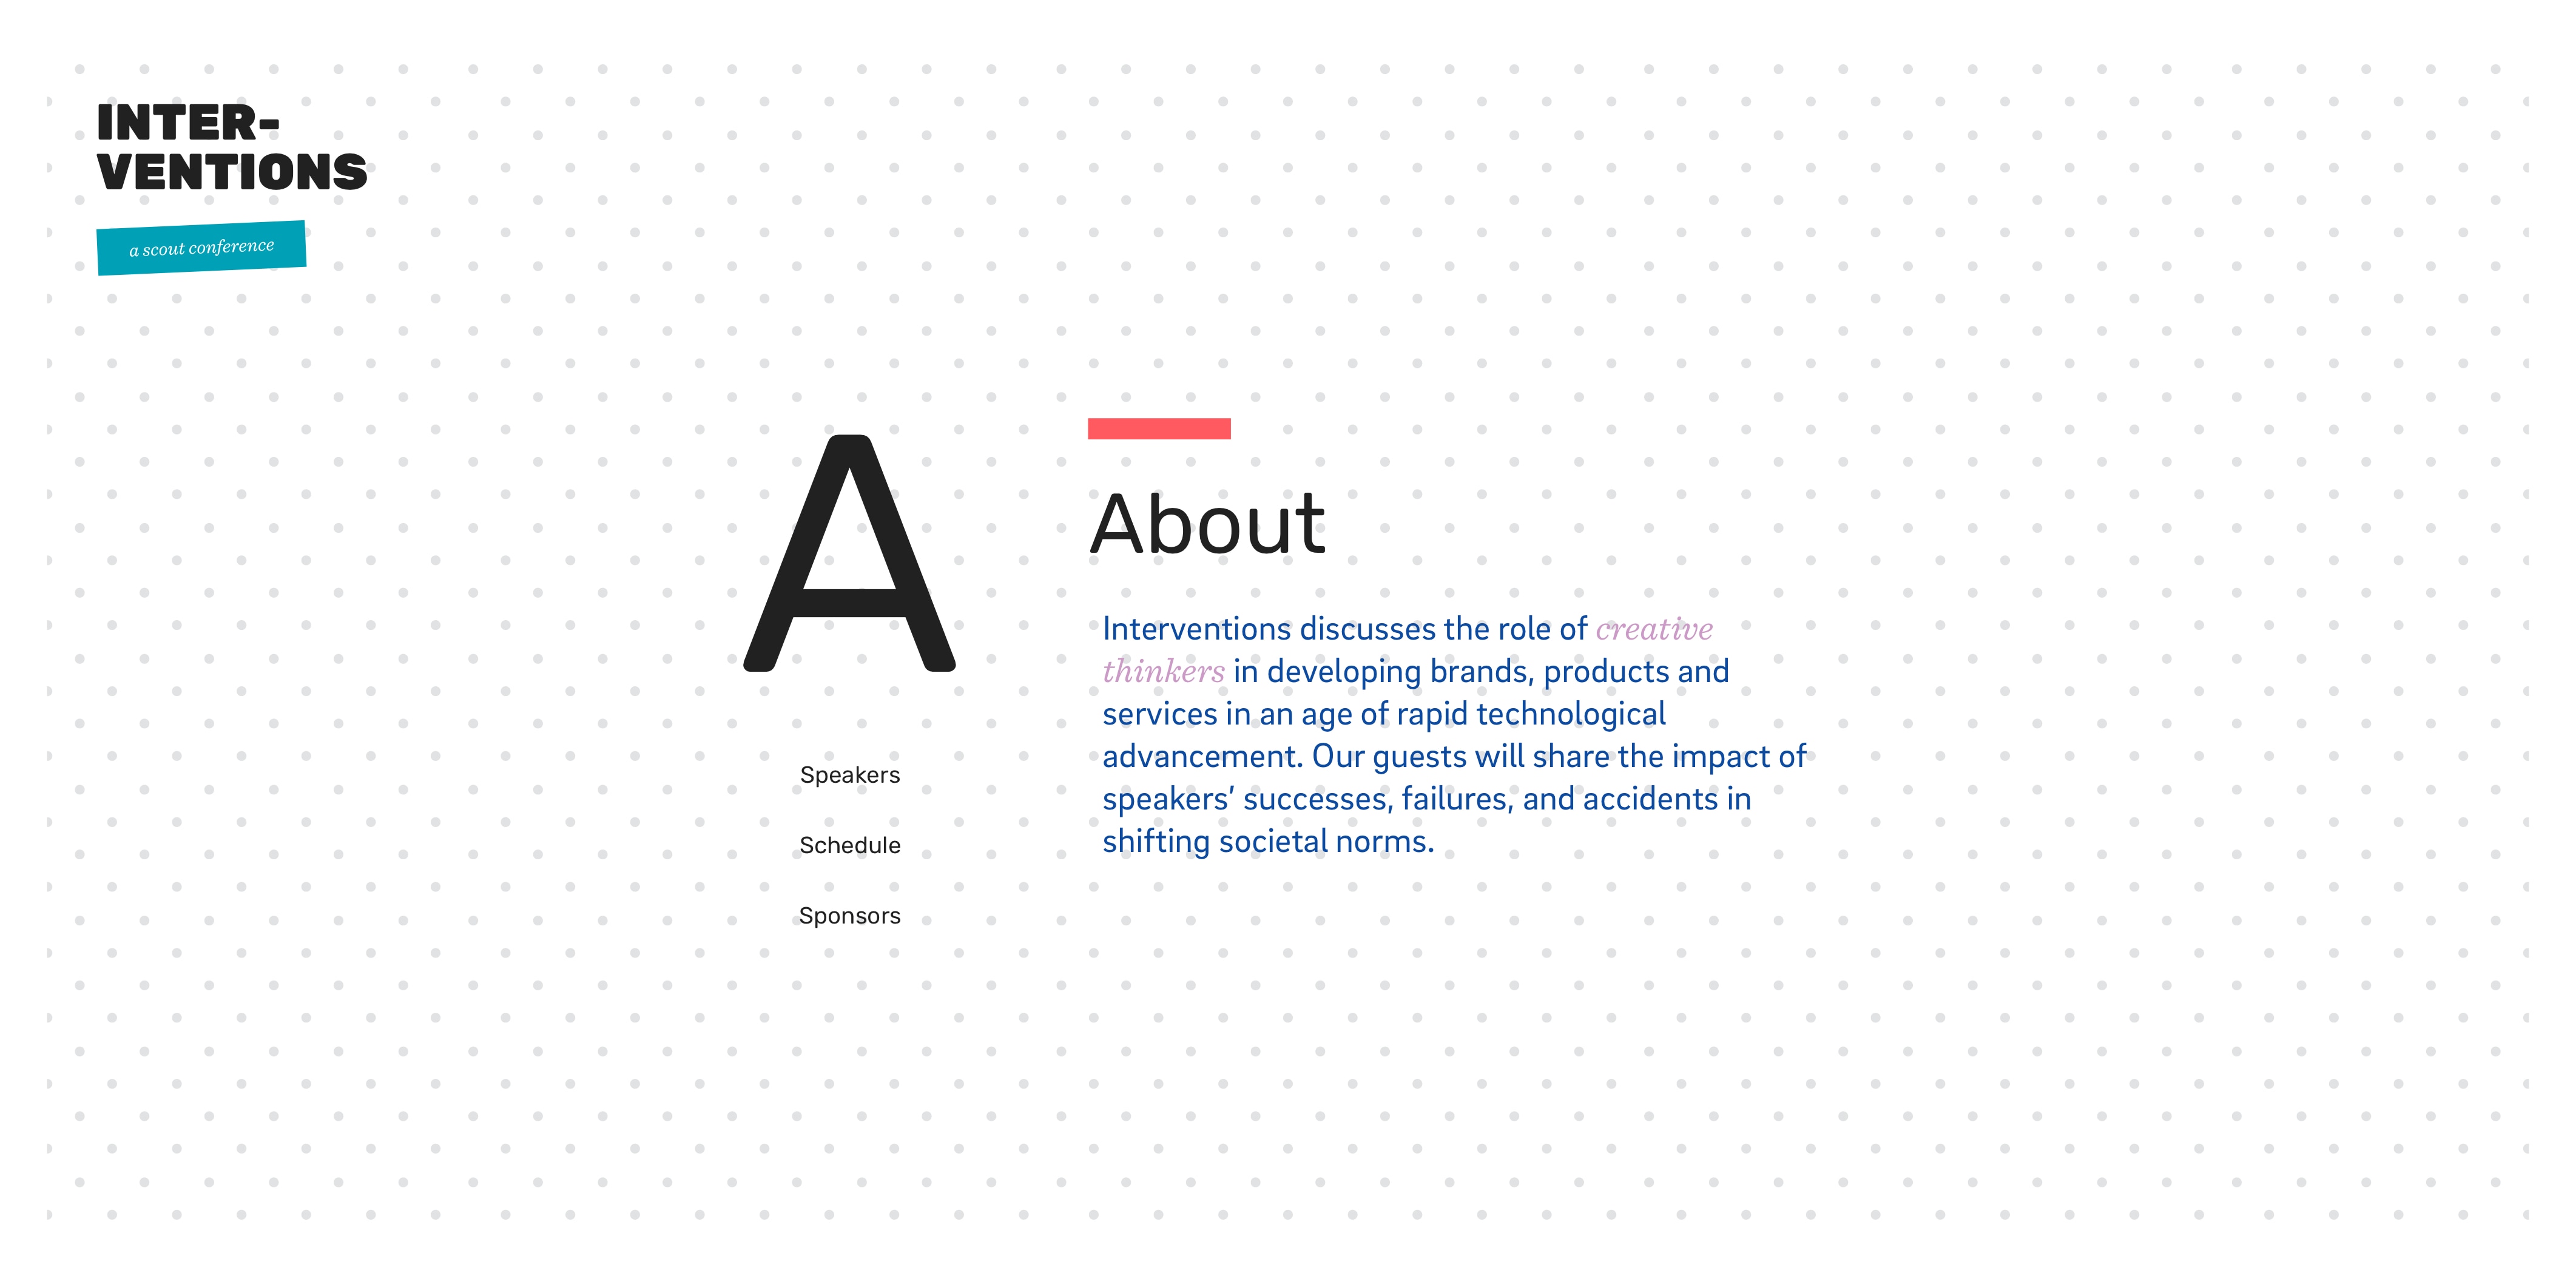 INTER-
VENTIONS
a scout conference
A
Speakers
Schedule
Sponsors
About
Interventions discusses the role of creative
thinkers in developing brands, products and
services in an age of rapid technological
advancement. Our guests will share the impact of
speakers’ successes, failures, and accidents in
shifting societal norms.